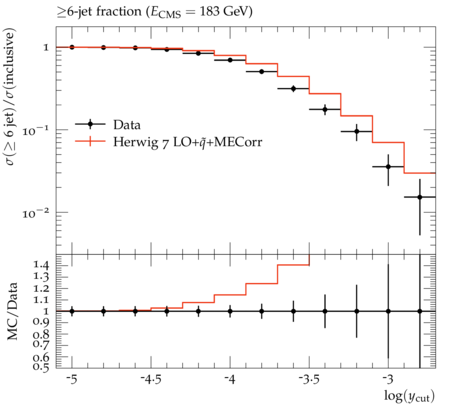 ≥6-jet fraction (E_CMS = 183 GeV)
σ(≥ 6 jet)/σ(inclusive)
1
10⁻¹
10⁻²
Data
Herwig 7 LO+q̃+MECorr
MC/Data
1.4
1.3
1.2
1.1
1
0.9
0.8
0.7
0.6
0.5
-5 -4.5 -4 -3.5 -3
log(y_cut)